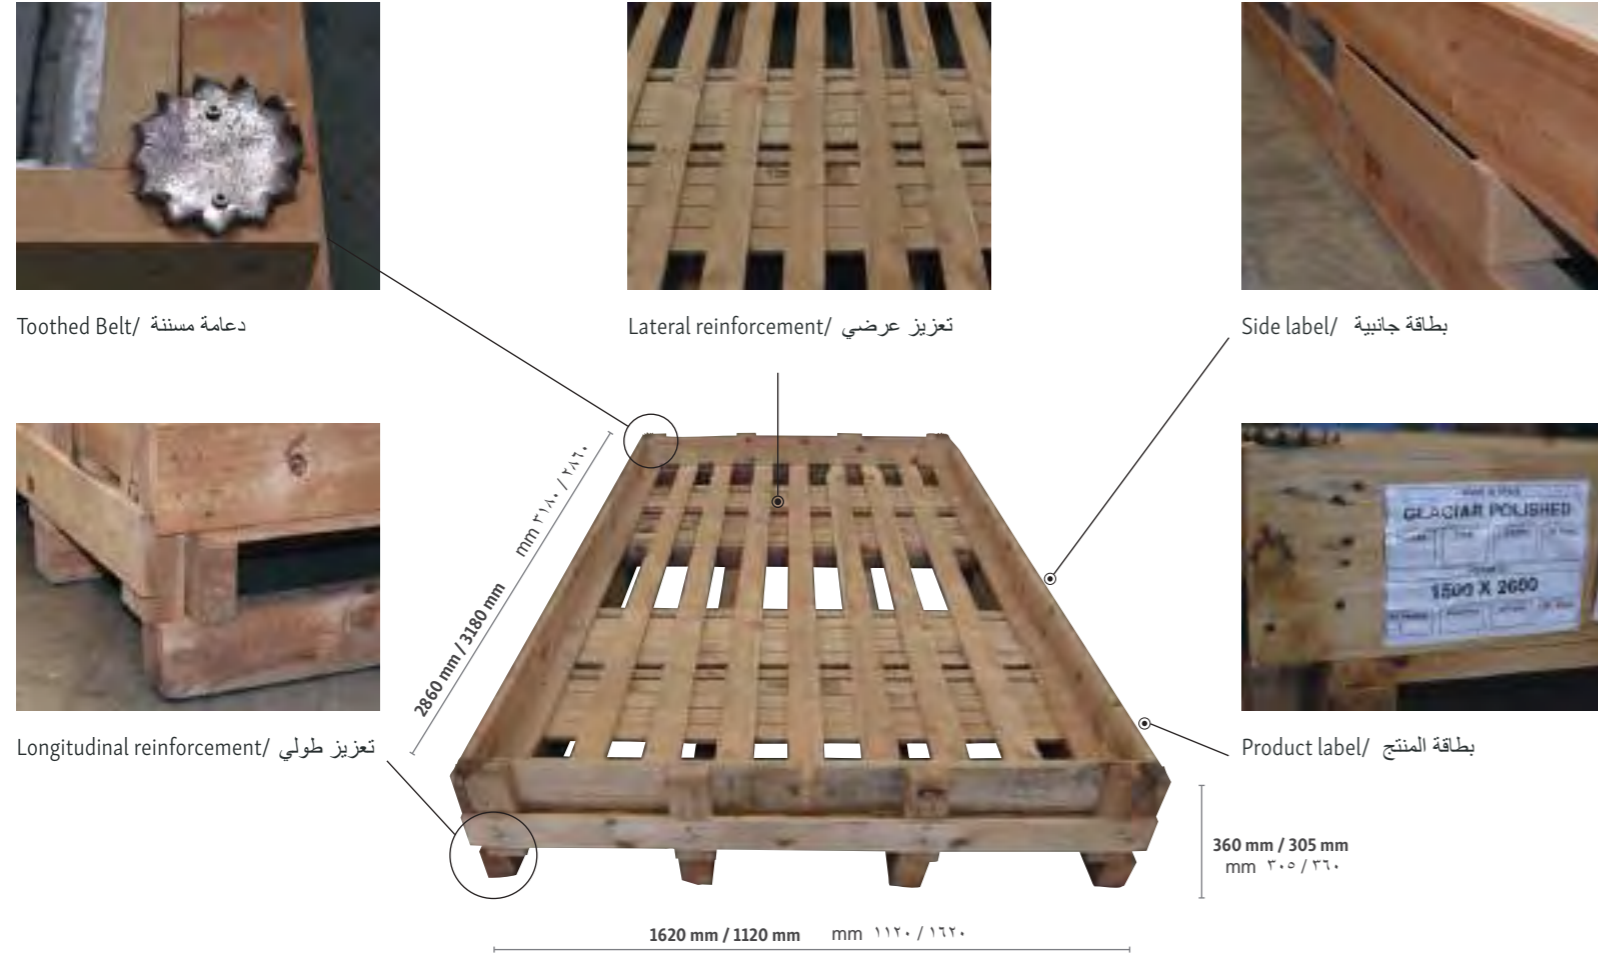 Toothed Belt/ دعامة مسننة
Lateral reinforcement/ تعزيز عرضي
Side label/ بطاقة جانبية
mm ٣١٨٠ / ٢٨٦٠
2860 mm / 3180 mm
GLACIAR POLISHED
1500 X 2600
Longitudinal reinforcement/ تعزيز طولي
Product label/ بطاقة المنتج
360 mm / 305 mm
mm ٣٠٥ / ٣٦٠
1620 mm / 1120 mm mm ١١٢٠ / ١٦٢٠